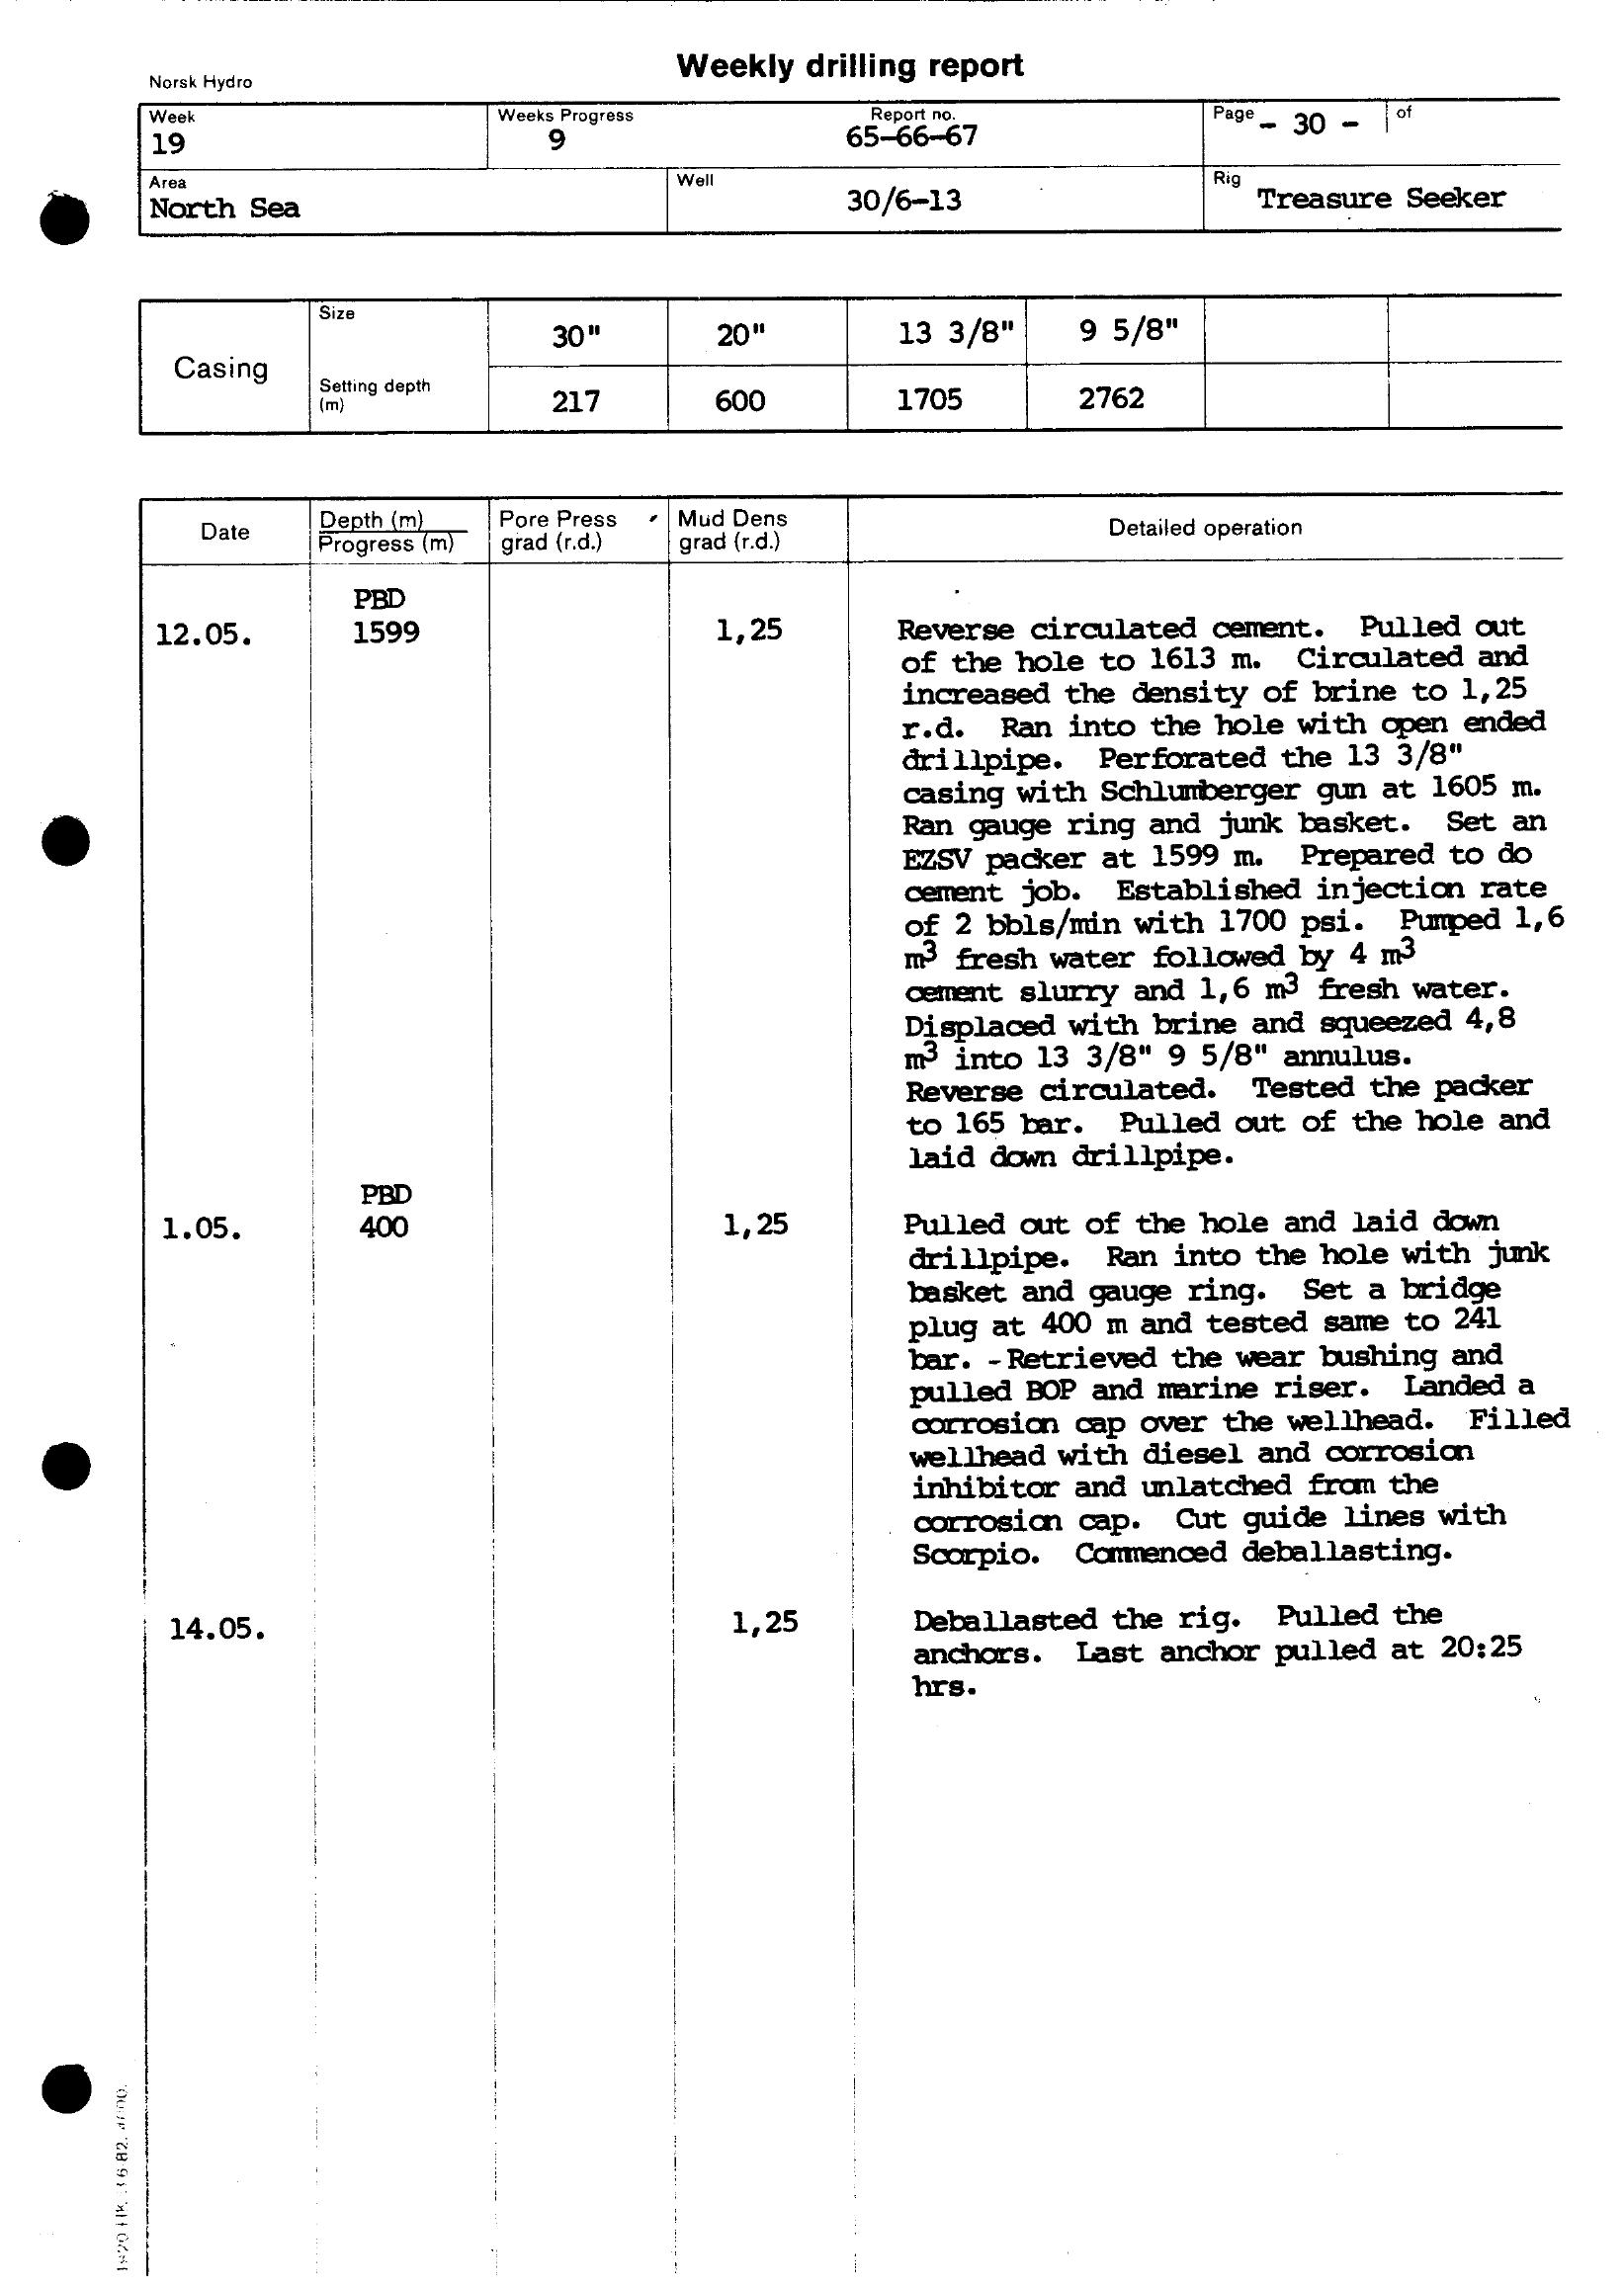 Weekly drilling report
Norsk Hydro
Week
19
Weeks Progress
9
Report no.
65-66-67
Page - 30 - of
Area
North Sea
Well
30/6-13
Rig
Treasure Seeker
Casing
Size
30" 20" 13 3/8" 9 5/8"
Setting depth
(m)
217 600 1705 2762
Date
Depth (m)
Progress (m)
Pore Press
grad (r.d.)
Mud Dens
grad (r.d.)
Detailed operation
PBD
12.05. 1599 1,25 Reverse circulated cement. Pulled out
of the hole to 1613 m. Circulated and
increased the density of brine to 1,25
r.d. Ran into the hole with open ended
drillpipe. Perforated the 13 3/8"
casing with Schlumberger gun at 1605 m.
Ran gauge ring and junk basket. Set an
EZSV packer at 1599 m. Prepared to do
cement job. Established injection rate
of 2 bbls/min with 1700 psi. Pumped 1,6
m3 fresh water followed by 4 m3
cement slurry and 1,6 m3 fresh water.
Displaced with brine and squeezed 4,8
m3 into 13 3/8" 9 5/8" annulus.
Reverse circulated. Tested the packer
to 165 bar. Pulled out of the hole and
laid down drillpipe.
PBD
1.05. 400 1,25 Pulled out of the hole and laid down
drillpipe. Ran into the hole with junk
basket and gauge ring. Set a bridge
plug at 400 m and tested same to 241
bar. -Retrieved the wear bushing and
pulled BOP and marine riser. Landed a
corrosion cap over the wellhead. Filled
wellhead with diesel and corrosion
inhibitor and unlatched from the
corrosion cap. Cut guide lines with
Scorpio. Commenced deballasting.
14.05. 1,25 Deballasted the rig. Pulled the
anchors. Last anchor pulled at 20:25
hrs.